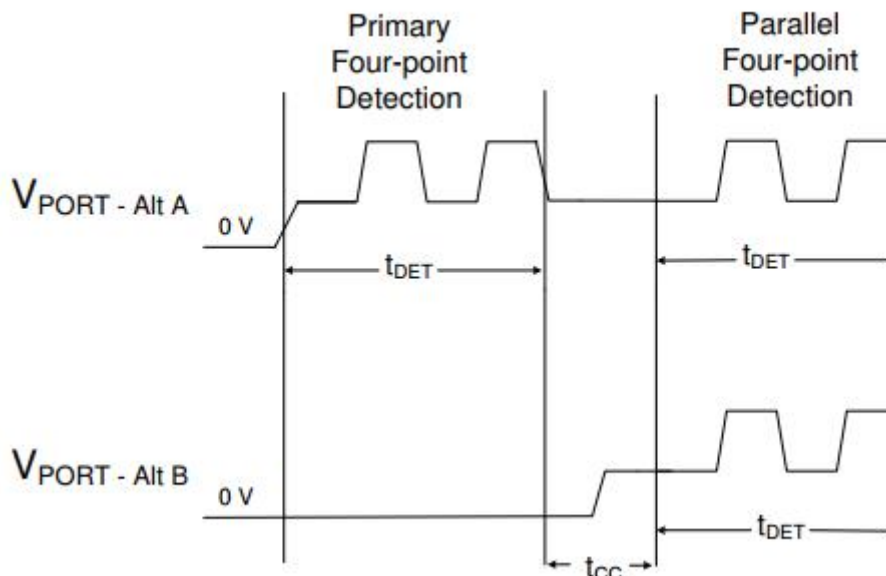 Primary
Four-point
Detection
Parallel
Four-point
Detection
VPORT - Alt A
0 V
tDET
tDET
VPORT - Alt B
0 V
tDET
tCC